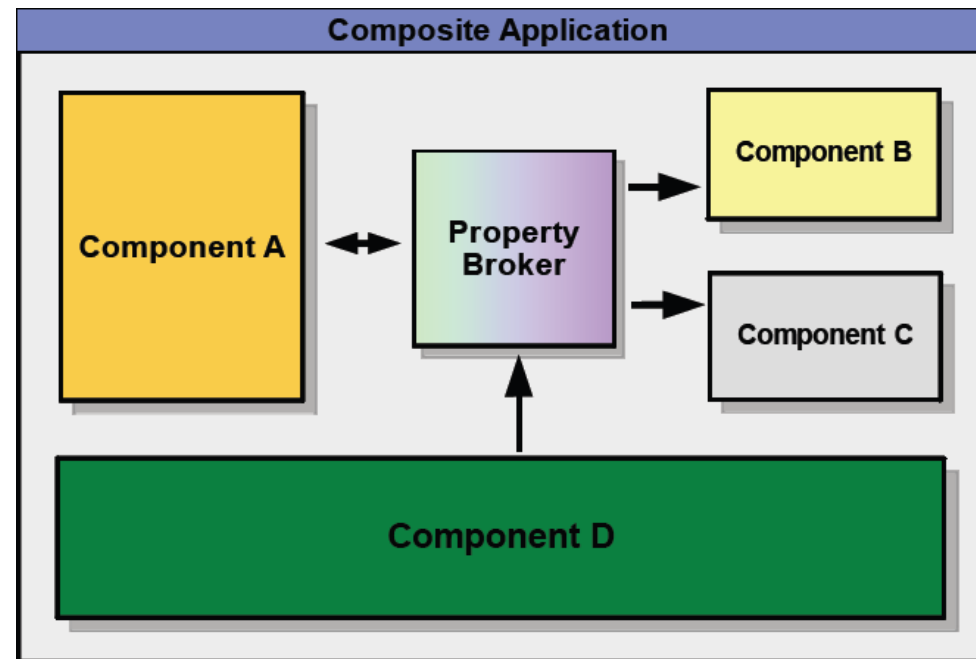 Composite Application
Component A
Property
Broker
Component B
Component C
Component D